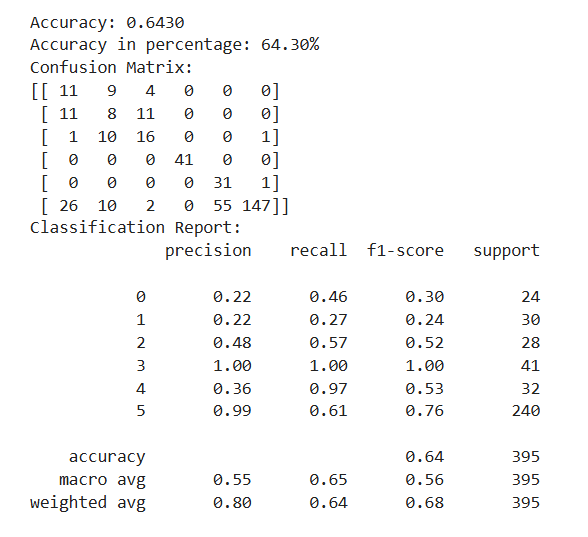 Accuracy: 0.6430
Accuracy in percentage: 64.30%
Confusion Matrix:
[[ 11   9   4   0   0   0]
 [ 11   8  11   0   0   0]
 [  1  10  16   0   0   1]
 [  0   0   0  41   0   0]
 [  0   0   0   0  31   1]
 [ 26  10   2   0  55 147]]
Classification Report:
              precision    recall  f1-score   support
           0       0.22      0.46      0.30        24
           1       0.22      0.27      0.24        30
           2       0.48      0.57      0.52        28
           3       1.00      1.00      1.00        41
           4       0.36      0.97      0.53        32
           5       0.99      0.61      0.76       240
    accuracy                           0.64       395
   macro avg       0.55      0.65      0.56       395
weighted avg       0.80      0.64      0.68       395